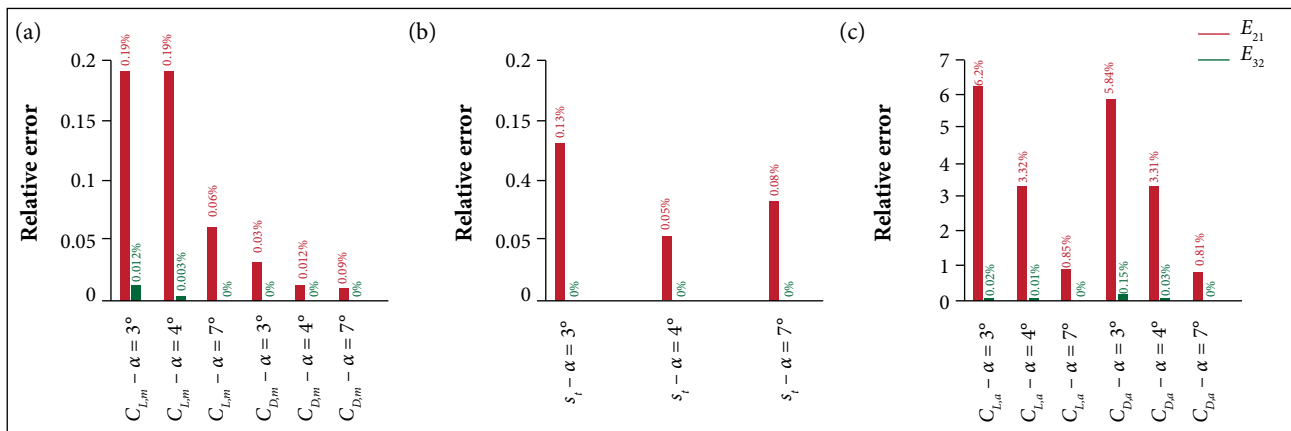 (a)
Relative error
0.2
0.15
0.1
0.05
0
0.19%
0.012%
0.19%
0.003%
0.06%
0%
0.03%
0%
0.012%
0%
0.09%
0%
C_{L,m} – α = 3°
C_{L,m} – α = 4°
C_{L,m} – α = 7°
C_{D,m} – α = 3°
C_{D,m} – α = 4°
C_{D,m} – α = 7°
(b)
Relative error
0.2
0.15
0.4
0.05
0
0.13%
0%
0.05%
0%
0.08%
0%
s_t – α = 3°
s_t – α = 4°
s_t – α = 7°
(c)
E_{21}
E_{32}
Relative error
7
6
5
4
3
2
1
0
6.2%
0.02%
3.32%
0.01%
0.85%
0%
5.84%
0.15%
3.31%
0.03%
0.81%
0%
C_{L,a} – α = 3°
C_{L,a} – α = 4°
C_{L,a} – α = 7°
C_{D,a} – α = 3°
C_{D,a} – α = 4°
C_{D,a} – α = 7°